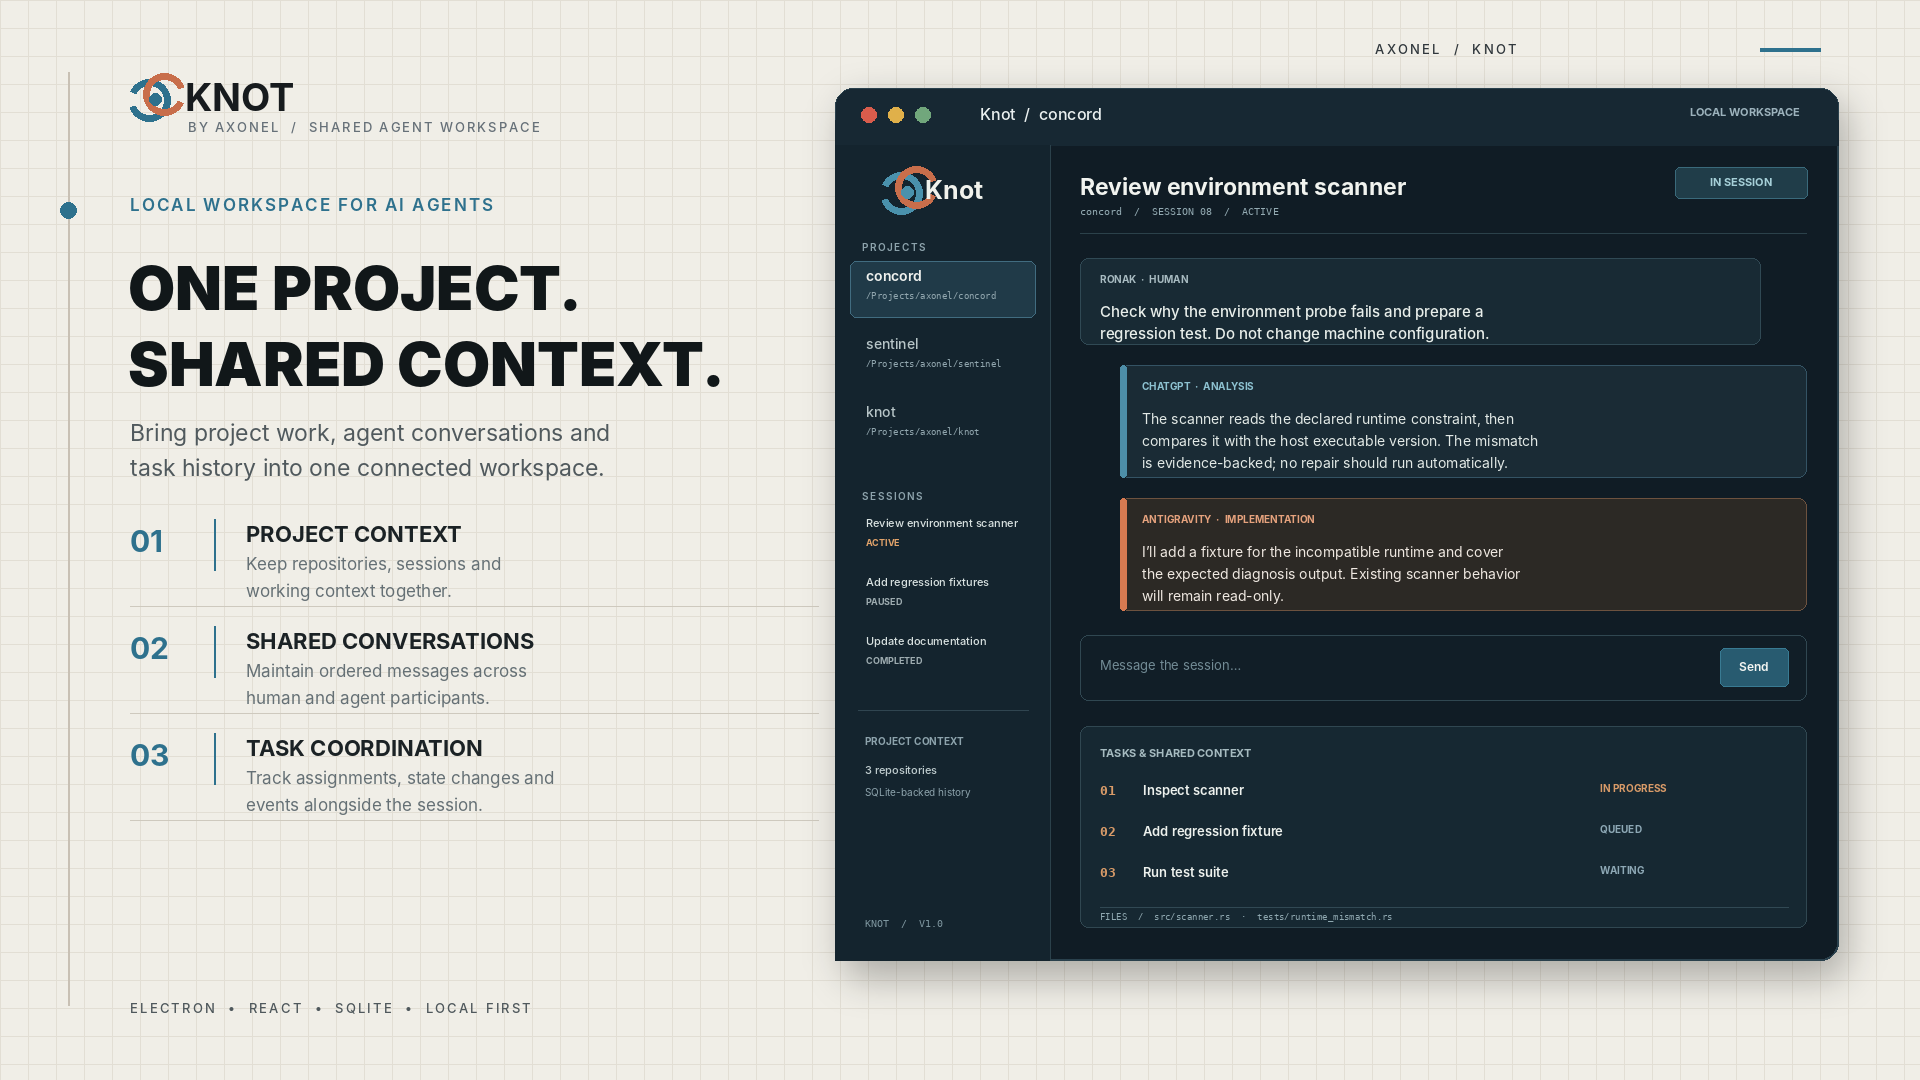 AXONEL / KNOT
KNOT
BY AXONEL / SHARED AGENT WORKSPACE
LOCAL WORKSPACE FOR AI AGENTS
ONE PROJECT.
SHARED CONTEXT.
Bring project work, agent conversations and
task history into one connected workspace.
01
PROJECT CONTEXT
Keep repositories, sessions and
working context together.
02
SHARED CONVERSATIONS
Maintain ordered messages across
human and agent participants.
03
TASK COORDINATION
Track assignments, state changes and
events alongside the session.
ELECTRON • REACT • SQLITE • LOCAL FIRST
Knot / concord
LOCAL WORKSPACE
Knot
PROJECTS
concord
/Projects/axonel/concord
sentinel
/Projects/axonel/sentinel
knot
/Projects/axonel/knot
SESSIONS
Review environment scanner
ACTIVE
Add regression fixtures
PAUSED
Update documentation
COMPLETED
PROJECT CONTEXT
3 repositories
SQLite-backed history
KNOT / V1.0
Review environment scanner
IN SESSION
concord / SESSION 08 / ACTIVE
RONAK · HUMAN
Check why the environment probe fails and prepare a
regression test. Do not change machine configuration.
CHATGPT · ANALYSIS
The scanner reads the declared runtime constraint, then
compares it with the host executable version. The mismatch
is evidence-backed; no repair should run automatically.
ANTIGRAVITY · IMPLEMENTATION
I’ll add a fixture for the incompatible runtime and cover
the expected diagnosis output. Existing scanner behavior
will remain read-only.
Message the session...
Send
TASKS & SHARED CONTEXT
01 Inspect scanner IN PROGRESS
02 Add regression fixture QUEUED
03 Run test suite WAITING
FILES / src/scanner.rs · tests/runtime_mismatch.rs